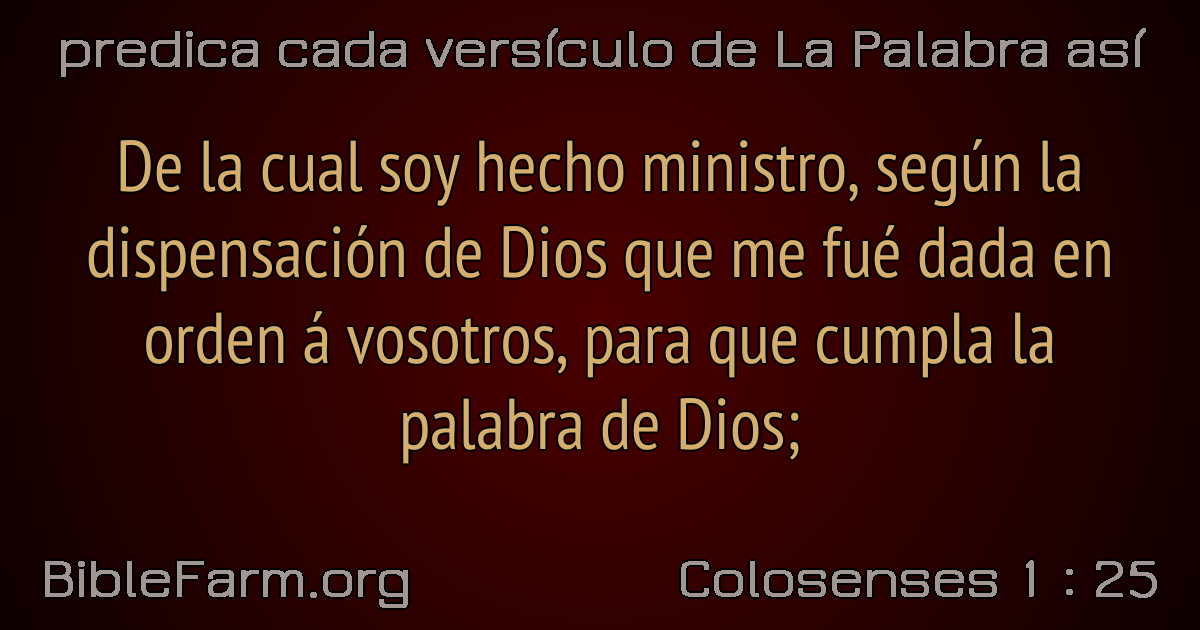 predica cada versículo de La Palabra así
De la cual soy hecho ministro, según la
dispensación de Dios que me fué dada en
orden á vosotros, para que cumpla la
palabra de Dios;
BibleFarm.org
Colosenses 1 : 25